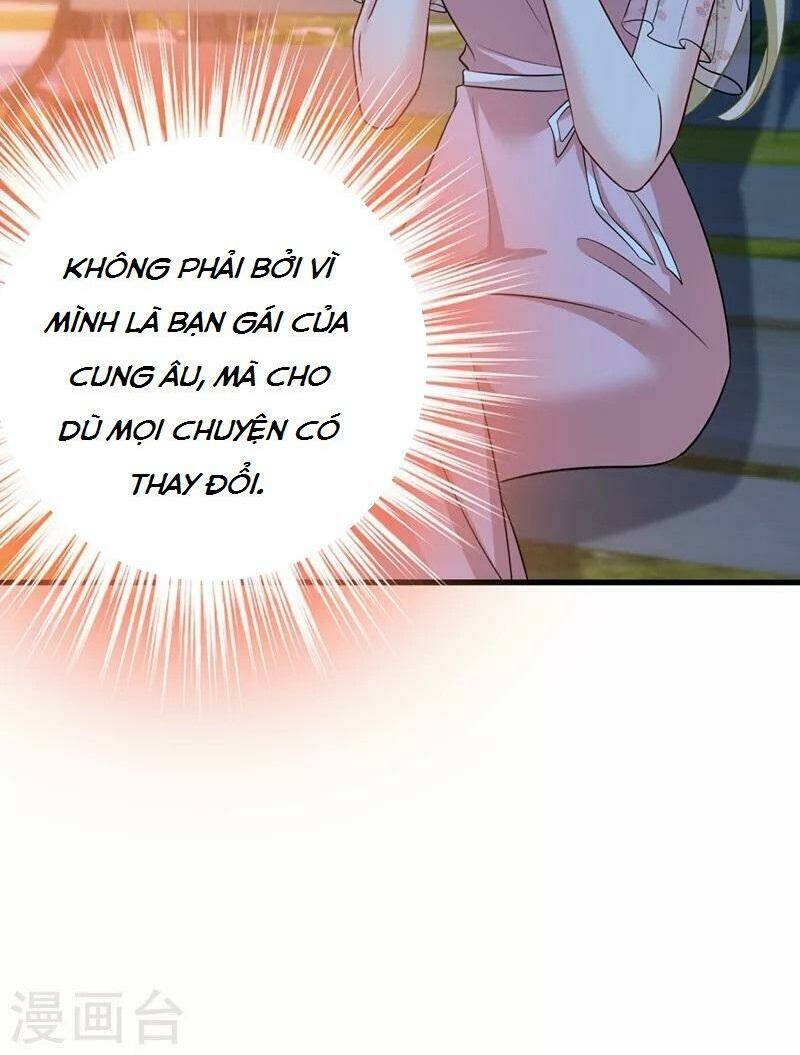 KHÔNG PHẢI BỞI VÌ
MÌNH LÀ BẠN GÁI CỦA
CUNG ÂU, MÀ CHO
DÙ MỌI CHUYỆN CÓ
THAY ĐỔI.
漫画台